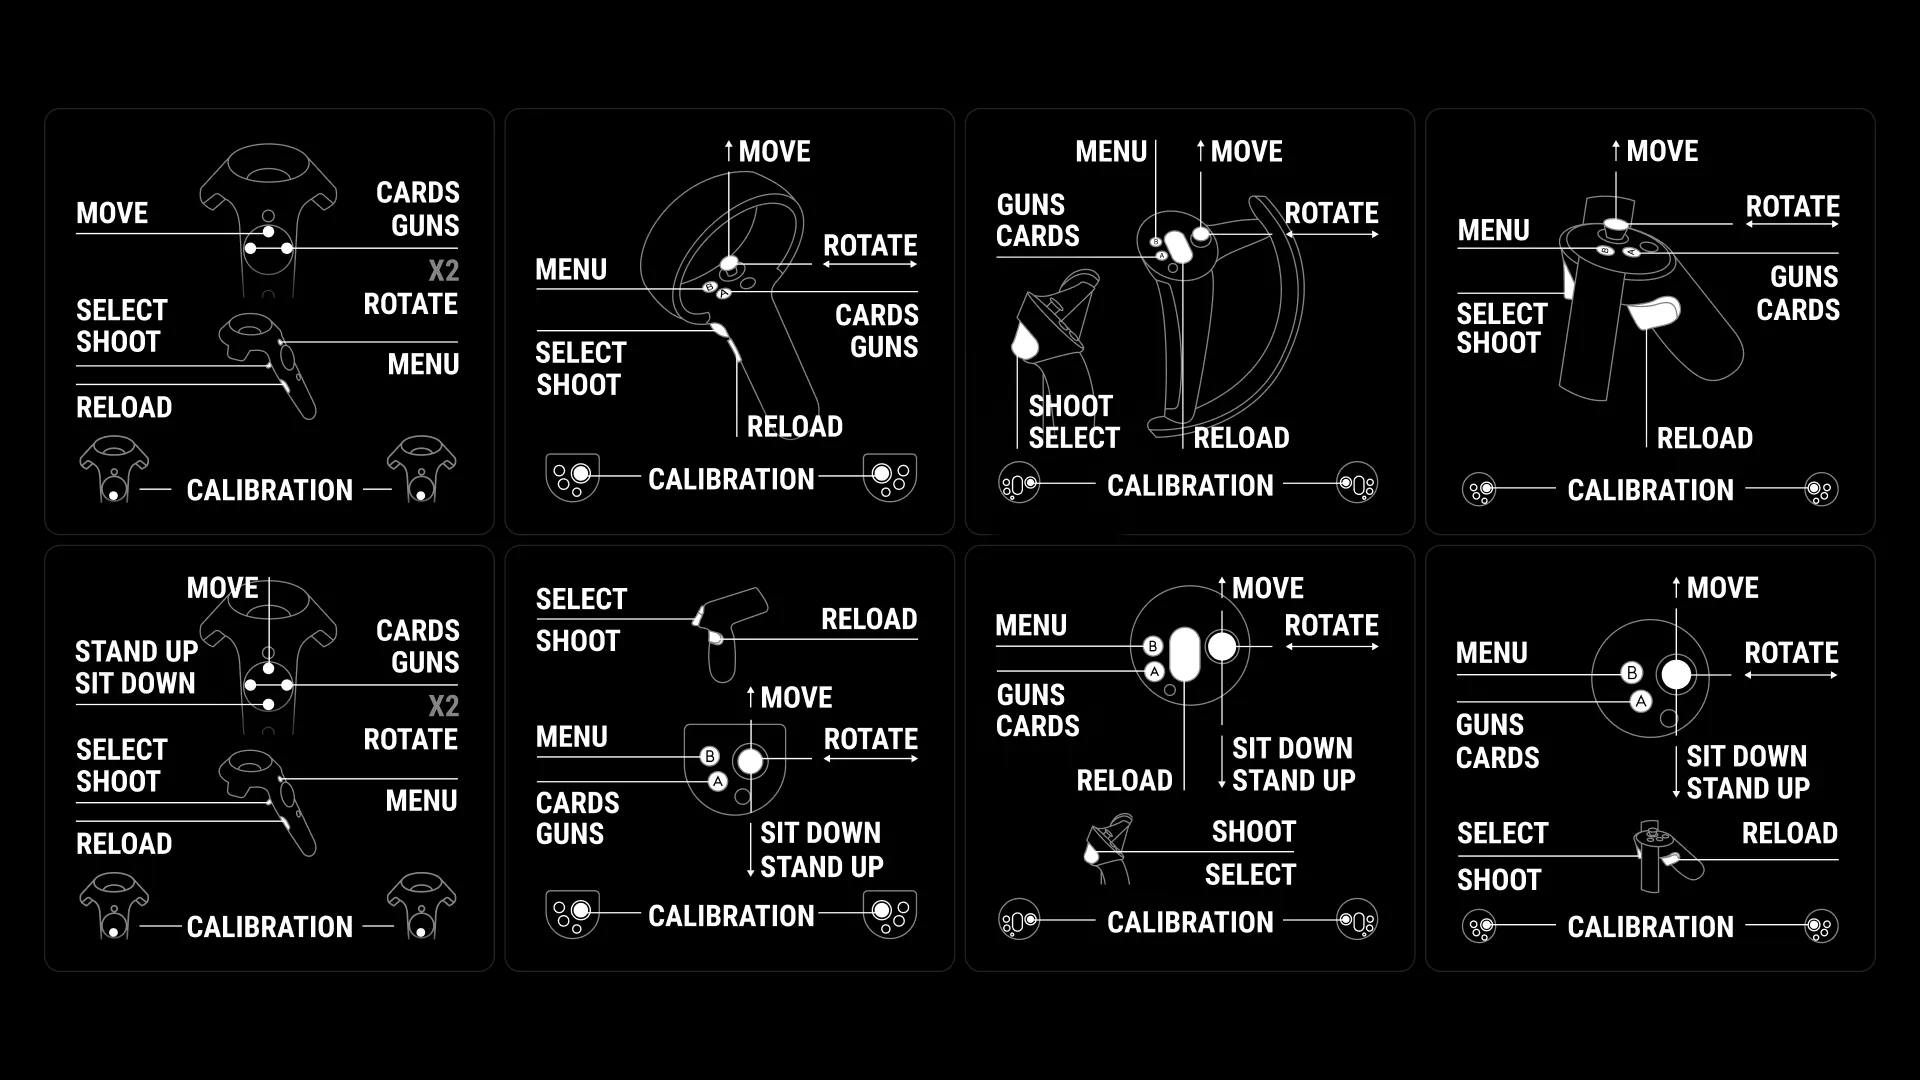 MOVE
CARDS
GUNS
X2
ROTATE
SELECT
SHOOT
MENU
RELOAD
CALIBRATION
MOVE
ROTATE
MENU
B
A
CARDS
GUNS
SELECT
SHOOT
RELOAD
CALIBRATION
MENU
MOVE
GUNS
CARDS
ROTATE
B
A
SHOOT
SELECT
RELOAD
CALIBRATION
MOVE
ROTATE
MENU
B
A
GUNS
CARDS
SELECT
SHOOT
RELOAD
CALIBRATION
MOVE
CARDS
GUNS
STAND UP
SIT DOWN
X2
ROTATE
SELECT
SHOOT
MENU
RELOAD
CALIBRATION
SELECT
SHOOT
RELOAD
MOVE
MENU
ROTATE
B
A
CARDS
GUNS
SIT DOWN
STAND UP
CALIBRATION
MOVE
MENU
ROTATE
B
A
GUNS
CARDS
SIT DOWN
STAND UP
RELOAD
SHOOT
SELECT
CALIBRATION
MOVE
MENU
ROTATE
B
A
GUNS
CARDS
SIT DOWN
STAND UP
SELECT
SHOOT
RELOAD
CALIBRATION